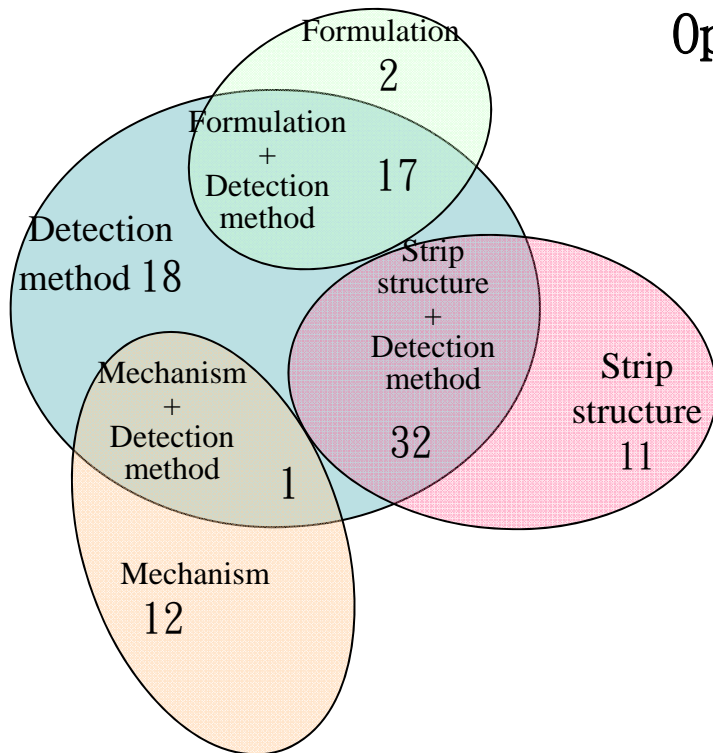 Formulation
2
Op
Formulation
+
Detection
method
17
Detection
method 18
Strip
structure
+
Detection
method
32
Strip
structure
11
Mechanism
+
Detection
method
1
Mechanism
12